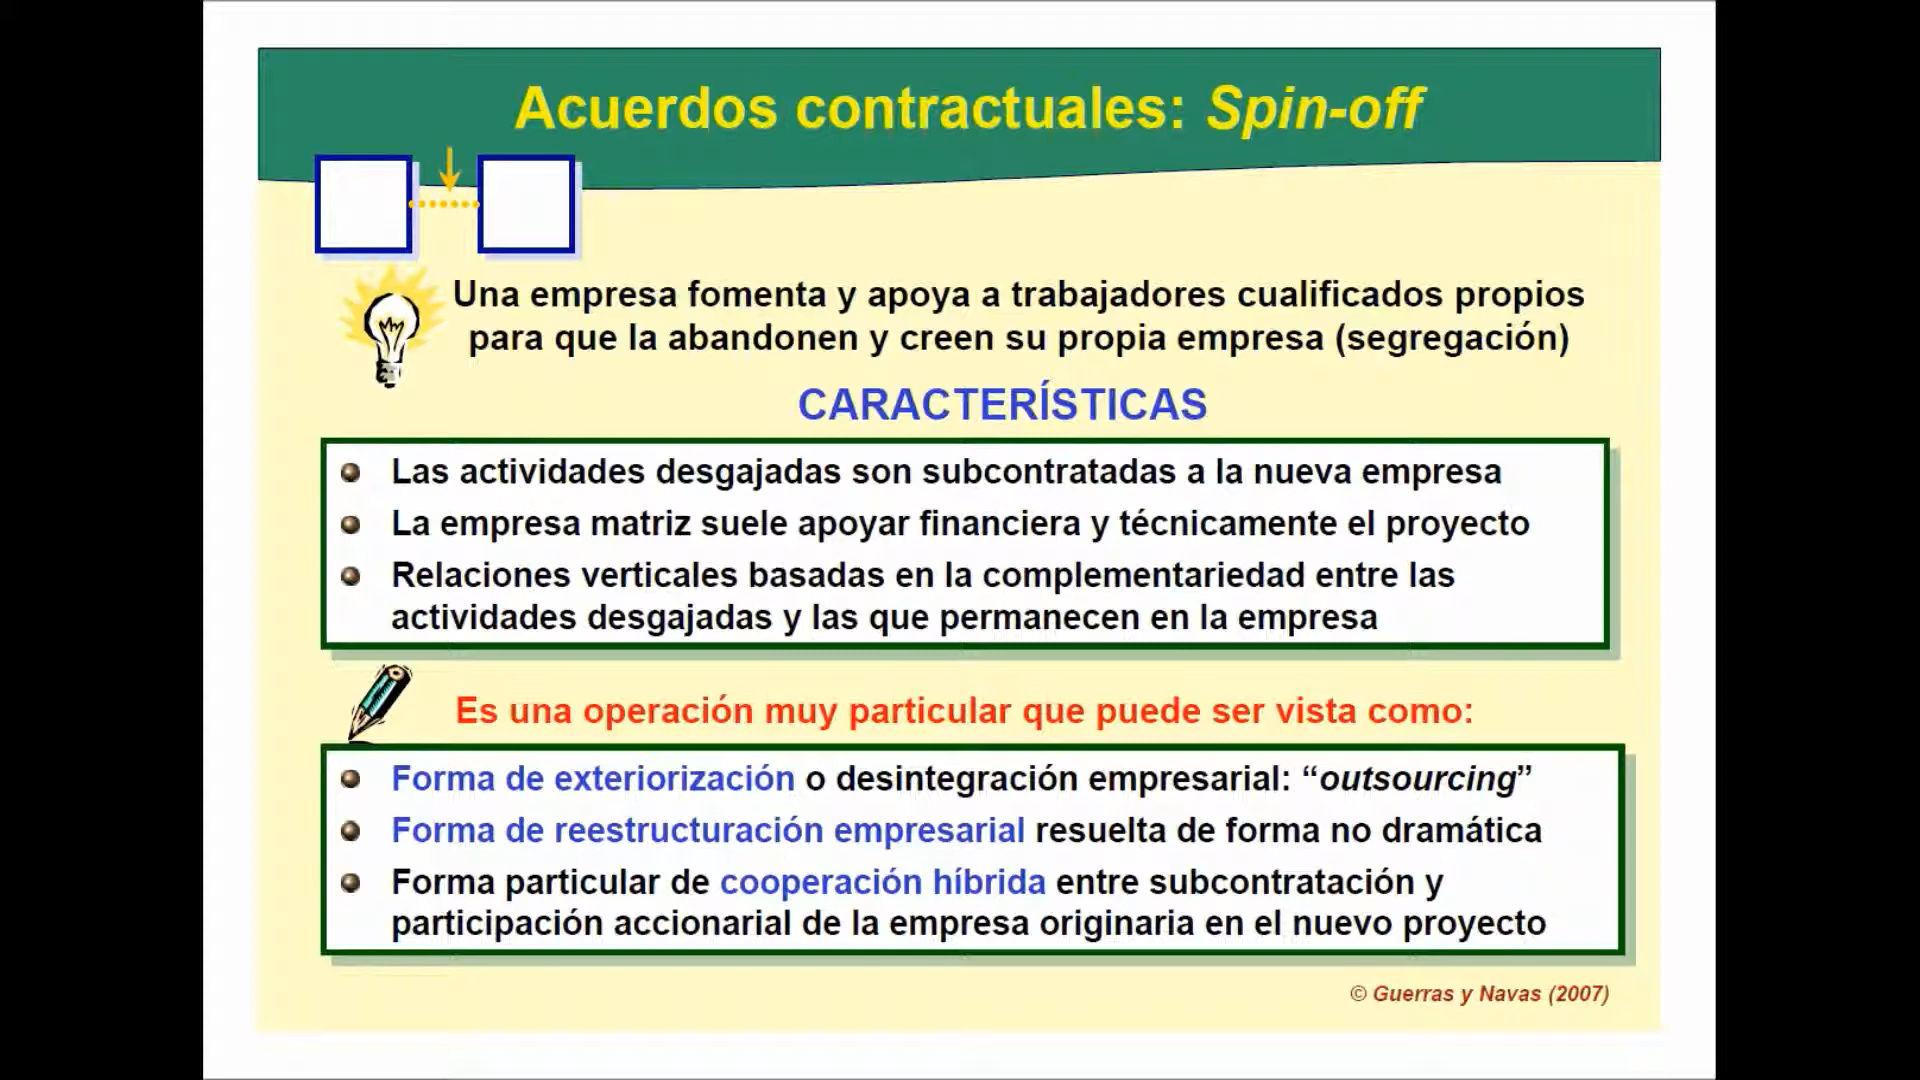 Acuerdos contractuales: Spin-off
Una empresa fomenta y apoya a trabajadores cualificados propios
para que la abandonen y creen su propia empresa (segregación)
CARACTERÍSTICAS
Las actividades desgajadas son subcontratadas a la nueva empresa
La empresa matriz suele apoyar financiera y técnicamente el proyecto
Relaciones verticales basadas en la complementariedad entre las
actividades desgajadas y las que permanecen en la empresa
Es una operación muy particular que puede ser vista como:
Forma de exteriorización o desintegración empresarial: “outsourcing”
Forma de reestructuración empresarial resuelta de forma no dramática
Forma particular de cooperación híbrida entre subcontratación y
participación accionarial de la empresa originaria en el nuevo proyecto
© Guerras y Navas (2007)